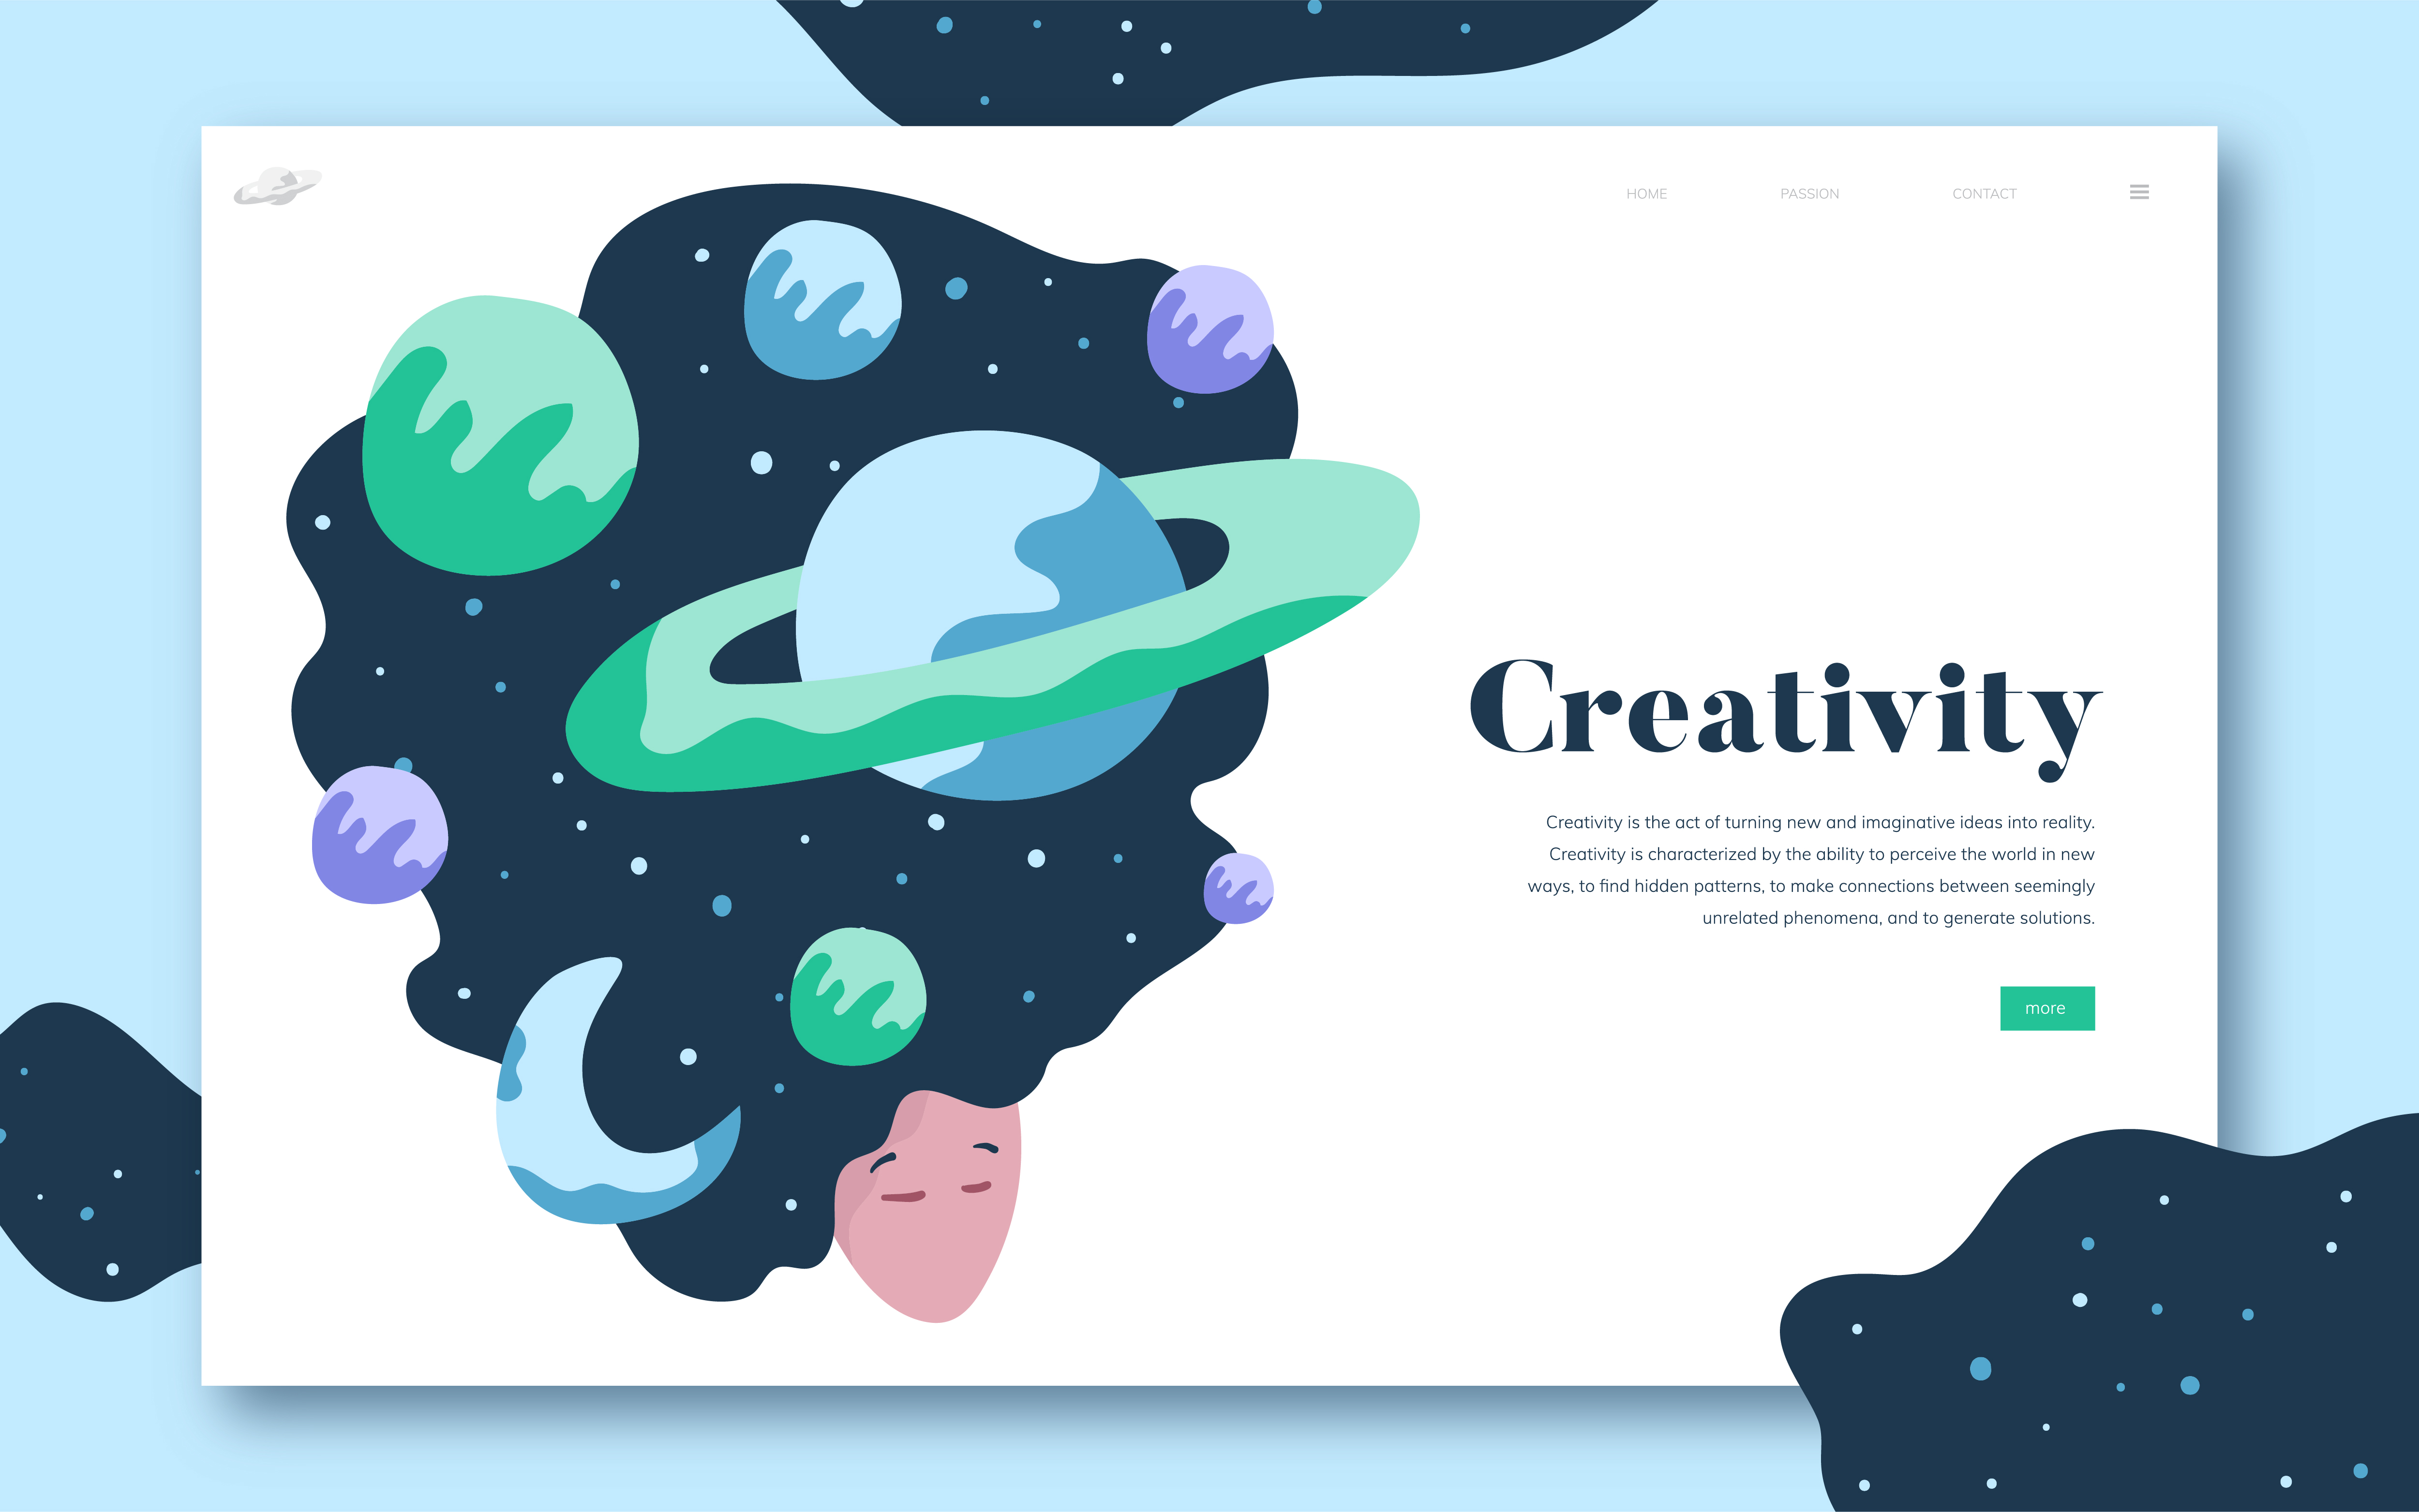 HOME PASSION CONTACT
Creativity
Creativity is the act of turning new and imaginative ideas into reality.
Creativity is characterized by the ability to perceive the world in new
ways, to find hidden patterns, to make connections between seemingly
unrelated phenomena, and to generate solutions.
more